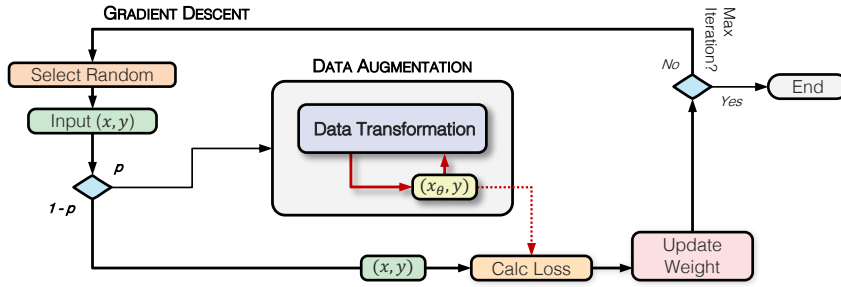 GRADIENT DESCENT
Max
Iteration?
Select Random
DATA AUGMENTATION
No
End
Yes
Input (x, y)
Data Transformation
p
(x_θ, y)
1-p
(x, y)
Calc Loss
Update
Weight